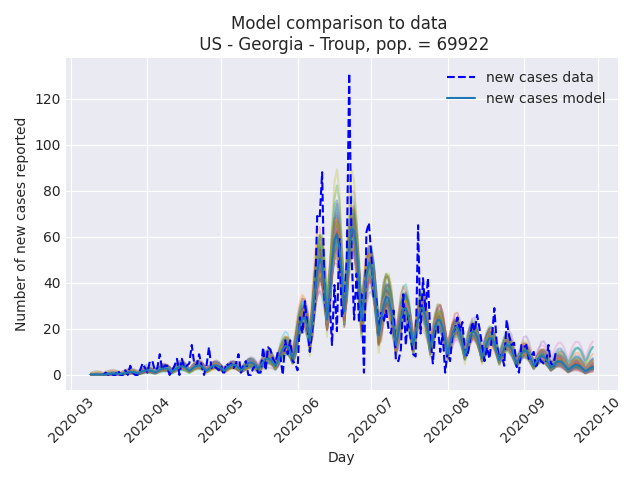 Model comparison to data
US - Georgia - Troup, pop. = 69922
new cases data
new cases model
Number of new cases reported
120
100
80
60
40
20
0
2020-03
2020-04
2020-05
2020-06
2020-07
2020-08
2020-09
2020-10
Day